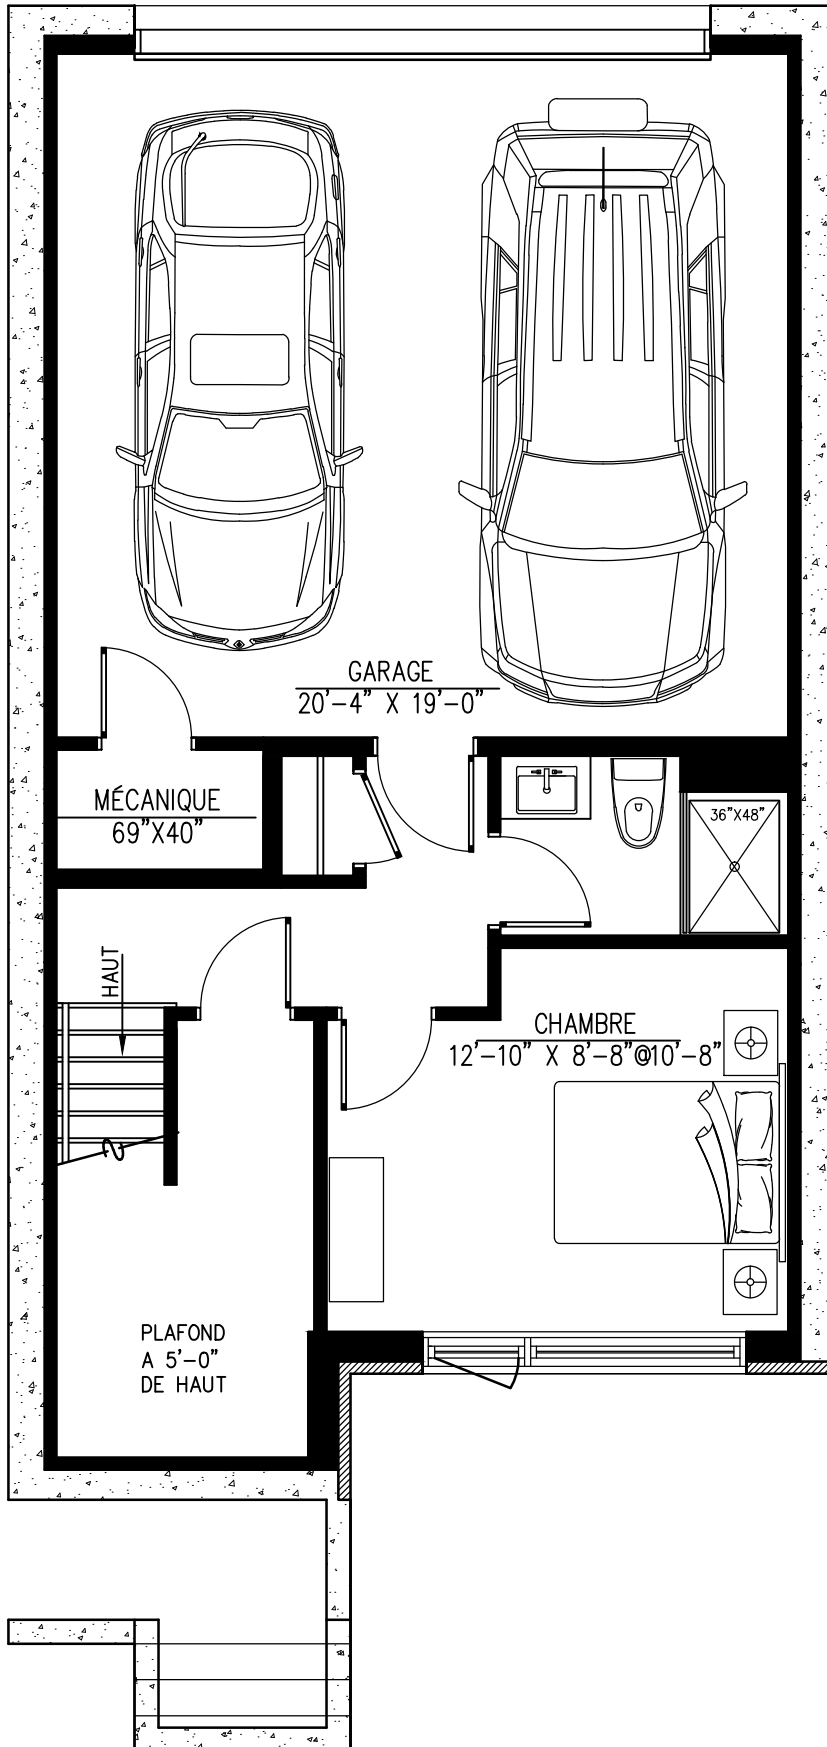 GARAGE
20'-4" X 19'-0"
MÉCANIQUE
69"X40"
36"X48"
HAUT
CHAMBRE
12'-10" X 8'-8"@10'-8"
PLAFOND
A 5'-0"
DE HAUT